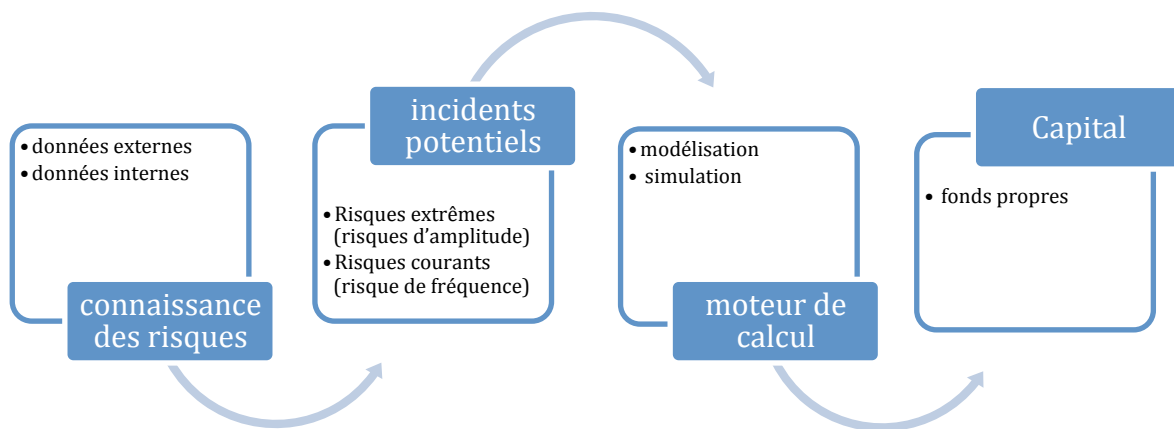 • données externes
• données internes
connaissance
des risques
incidents
potentiels
• Risques extrêmes
(risques d'amplitude)
• Risques courants
(risque de fréquence)
• modélisation
• simulation
moteur de
calcul
Capital
• fonds propres